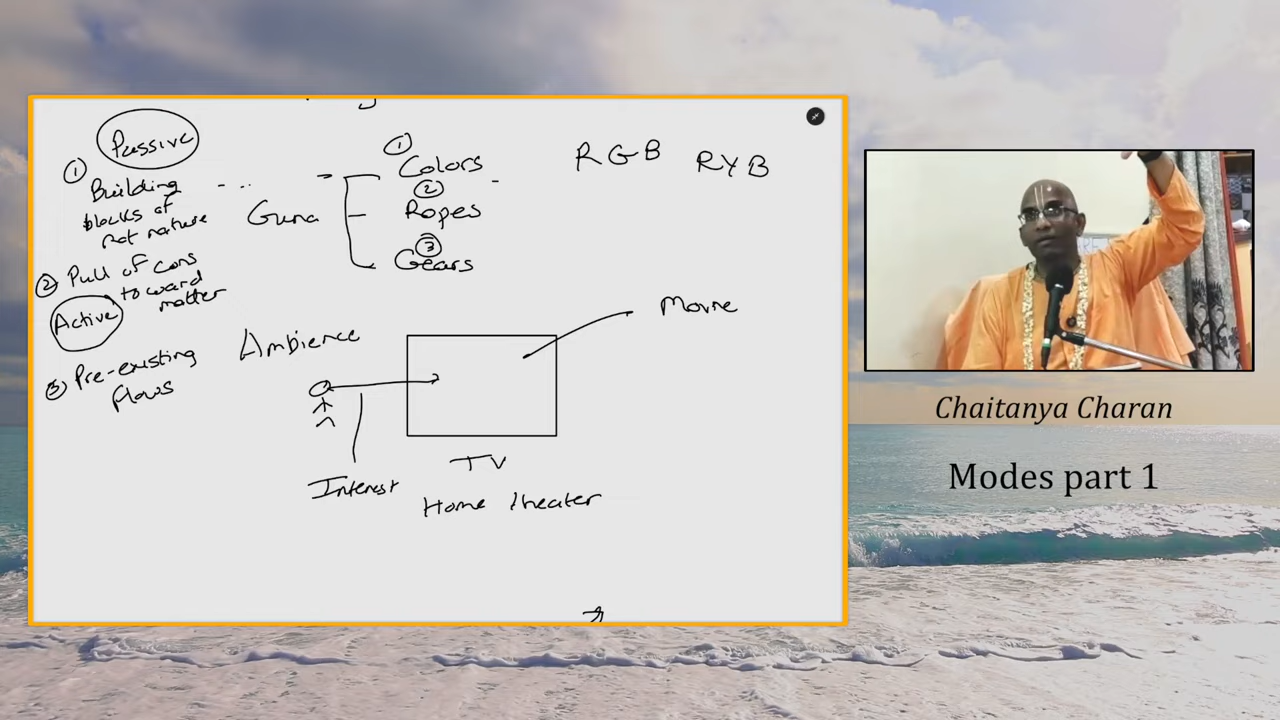 Passive
①
Building
blocks of
mat nature
② Pull of cons
toward
matter
Active
③ Pre-existing
flows
Guna
①
Colors
②
Ropes
③
Gears
RGB RYB
Ambience
Movie
Interest
TV
Home Theater
Chaitanya Charan
Modes part 1